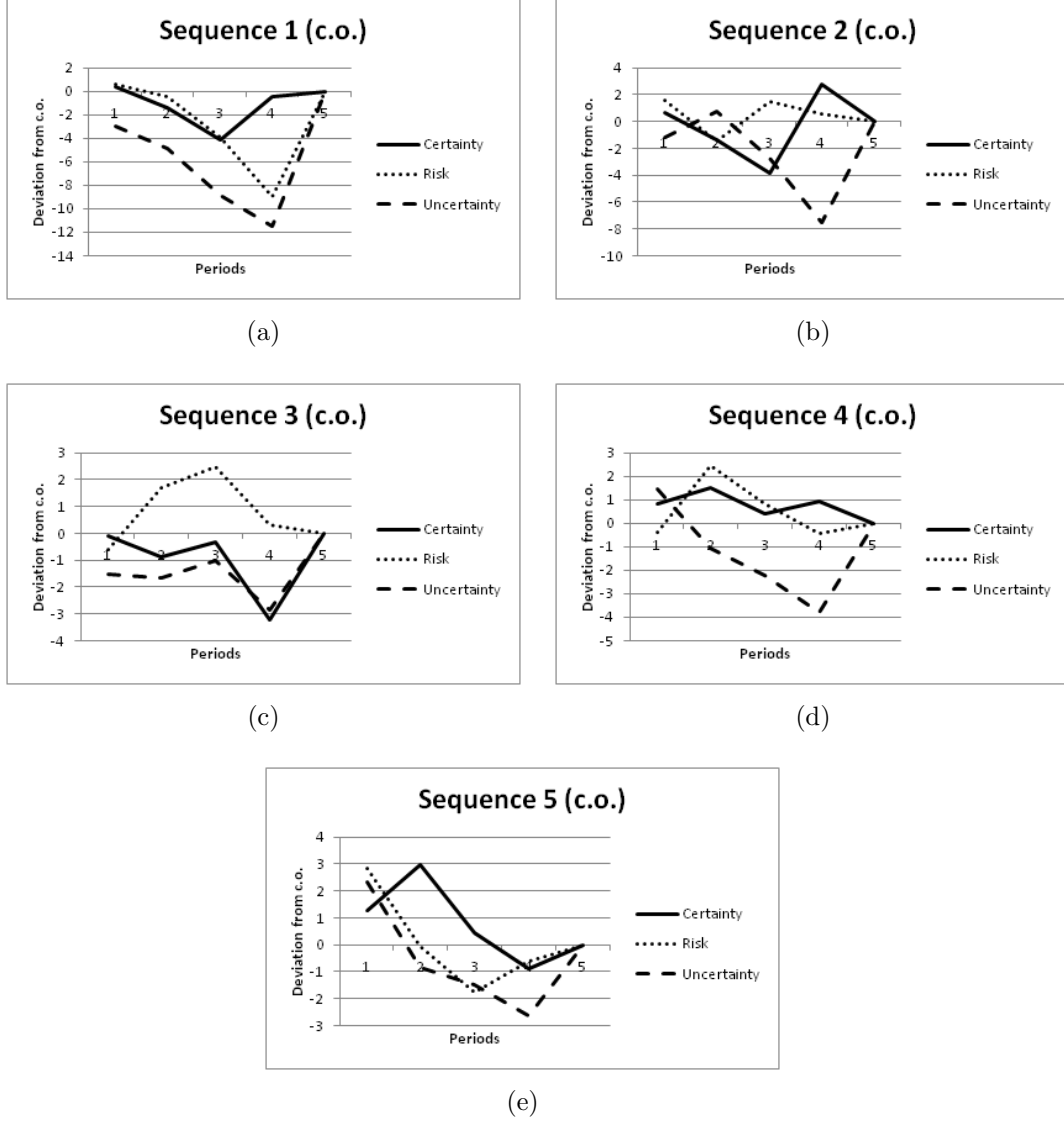 Sequence 1 (c.o.)
2
0
-2
-4
-6
-8
-10
-12
-14
1 2 3 4 5
Deviation from c.o.
Periods
Certainty
Risk
Uncertainty
(a)
Sequence 2 (c.o.)
4
2
0
-2
-4
-6
-8
-10
1 2 3 4 5
Deviation from c.o.
Periods
Certainty
Risk
Uncertainty
(b)
Sequence 3 (c.o.)
3
2
1
0
-1
-2
-3
-4
1 2 3 4 5
Deviation from c.o.
Periods
Certainty
Risk
Uncertainty
(c)
Sequence 4 (c.o.)
3
2
1
0
-1
-2
-3
-4
-5
1 2 3 4 5
Deviation from c.o.
Periods
Certainty
Risk
Uncertainty
(d)
Sequence 5 (c.o.)
4
3
2
1
0
-1
-2
-3
1 2 3 4 5
Deviation from c.o.
Periods
Certainty
Risk
Uncertainty
(e)